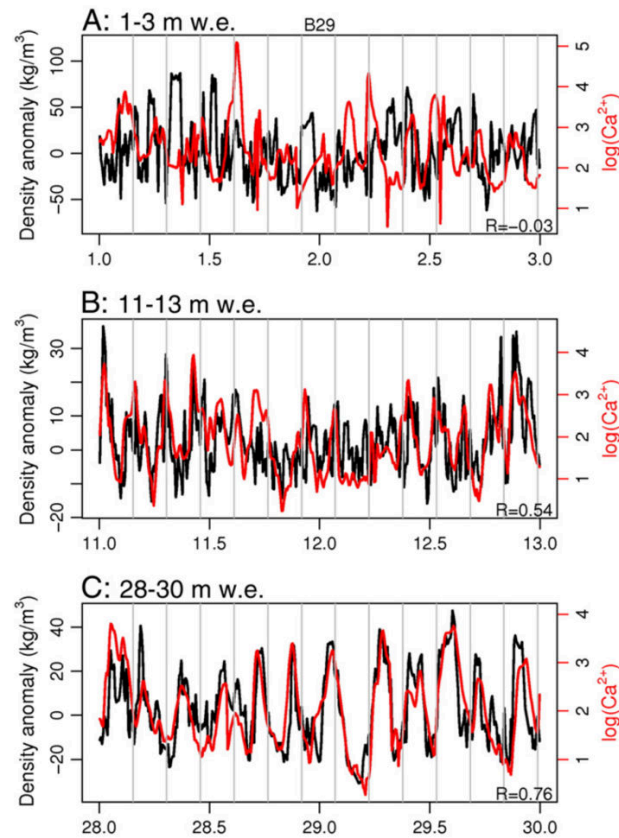 A: 1-3 m w.e.
B29
Density anomaly (kg/m³)
100
50
0
−50
log(Ca²⁺)
5
4
3
2
1
R=−0.03
1.0 1.5 2.0 2.5 3.0
B: 11-13 m w.e.
Density anomaly (kg/m³)
30
10
0
−20
log(Ca²⁺)
4
3
2
1
R=0.54
11.0 11.5 12.0 12.5 13.0
C: 28-30 m w.e.
Density anomaly (kg/m³)
40
20
0
−20
log(Ca²⁺)
4
3
2
1
R=0.76
28.0 28.5 29.0 29.5 30.0